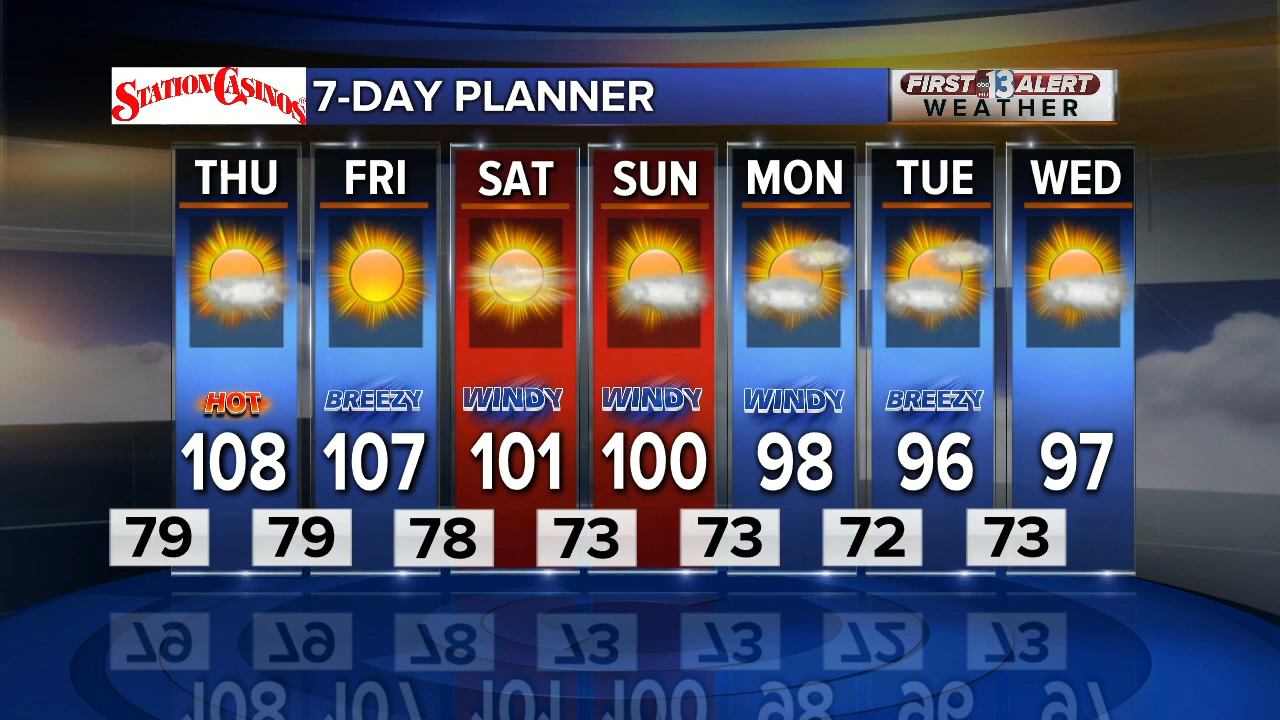 STATION CASINOS® 7-DAY PLANNER FIRST abc 13 ALERT
WEATHER
THU FRI SAT SUN MON TUE WED
HOT BREEZY WINDY WINDY WINDY BREEZY
108 107 101 100 98 96 97
79 79 78 73 73 72 73